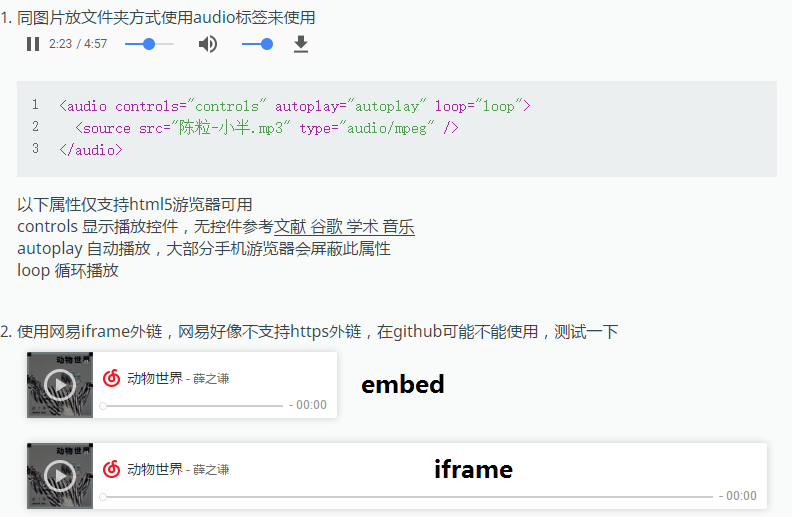 1. 同图片放文件夹方式使用audio标签来使用
2:23 / 4:57
1 <audio controls="controls" autoplay="autoplay" loop="loop">
2 <source src="陈粒-小半.mp3" type="audio/mpeg" />
3 </audio>
以下属性仅支持html5游览器可用
controls 显示播放控件，无控件参考文献 谷歌 学术 音乐
autoplay 自动播放，大部分手机游览器会屏蔽此属性
loop 循环播放
2. 使用网易iframe外链，网易好像不支持https外链，在github可能不能使用，测试一下
动物世界
动物世界 - 薛之谦
- 00:00
embed
动物世界
动物世界 - 薛之谦
- 00:00
iframe